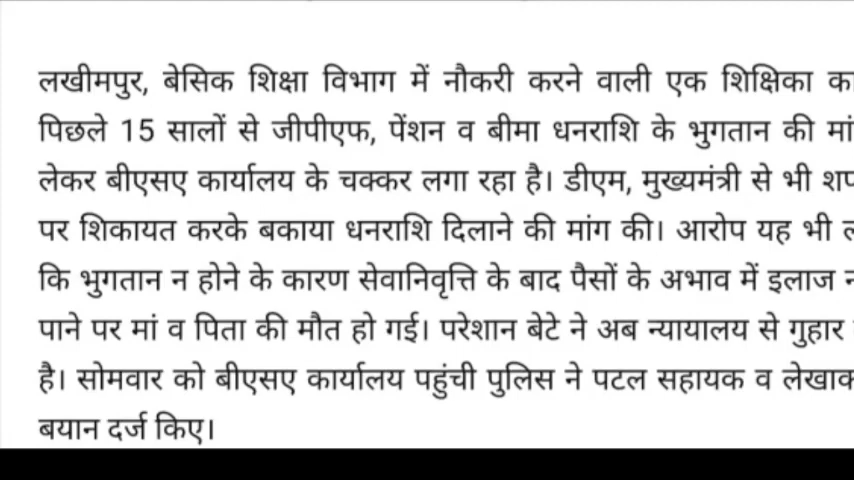 लखीमपुर, बेसिक शिक्षा विभाग में नौकरी करने वाली एक शिक्षिका का
पिछले 15 सालों से जीपीएफ, पेंशन व बीमा धनराशि के भुगतान की
लेकर बीएसए कार्यालय के चक्कर लगा रहा है। डीएम, मुख्यमंत्री से भी
पर शिकायत करके बकाया धनराशि दिलाने की मांग की। आरोप यह भी
कि भुगतान न होने के कारण सेवानिवृत्ति के बाद पैसों के अभाव में इलाज
पाने पर मां व पिता की मौत हो गई। परेशान बेटे ने अब न्यायालय से गुहार
है। सोमवार को बीएसए कार्यालय पहुंची पुलिस ने पटल सहायक व
बयान दर्ज किए।